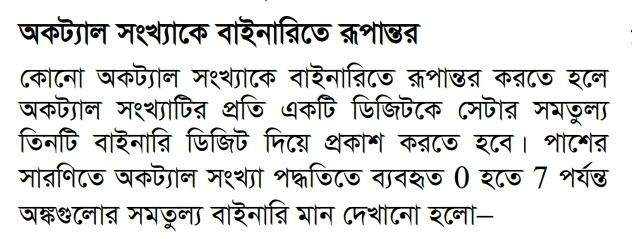 অকট্যাল সংখ্যাকে বাইনারিতে রূপান্তর
কোনো অকট্যাল সংখ্যাকে বাইনারিতে রূপান্তর করতে হলে
অকট্যাল সংখ্যাটির প্রতি একটি ডিজিটকে সেটার সমতুল্য
তিনটি বাইনারি ডিজিট দিয়ে প্রকাশ করতে হবে। পাশের
সারণিতে অকট্যাল সংখ্যা পদ্ধতিতে ব্যবহৃত 0 হতে 7 পর্যন্ত
অঙ্কগুলোর সমতুল্য বাইনারি মান দেখানো হলো–